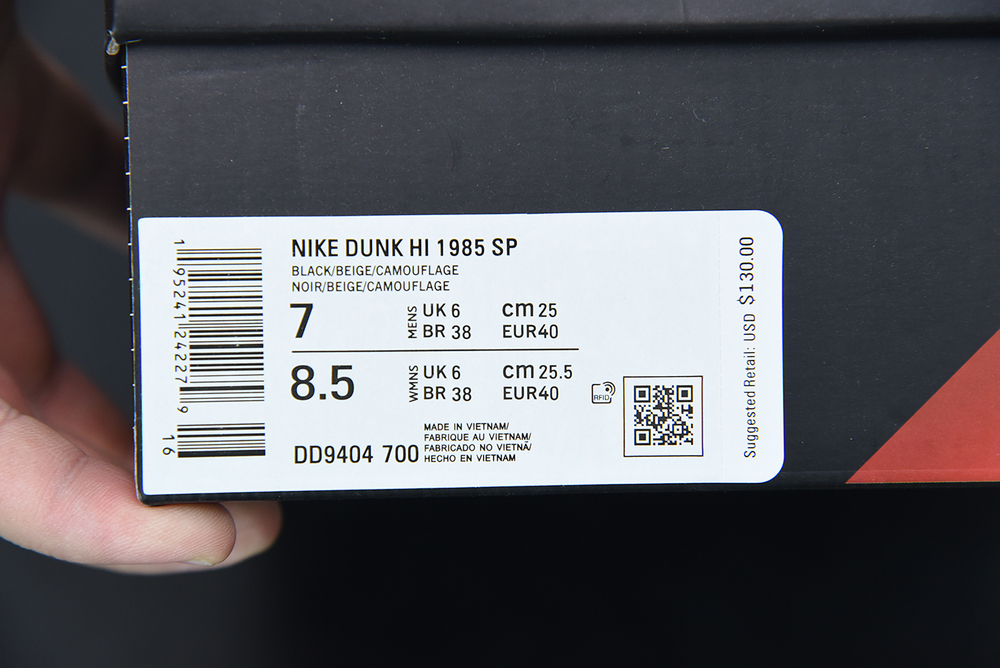 NIKE DUNK HI 1985 SP
BLACK/BEIGE/CAMOUFLAGE
NOIR/BEIGE/CAMOUFLAGE
7 MENS UK 6 cm 25
BR 38 EUR40
8.5 WMNS UK 6 cm 25.5
BR 38 EUR40
RFID
DD9404 700
MADE IN VIETNAM/
FABRIQUE AU VIETNAM/
FABRICADO NO VIETNÃ/
HECHO EN VIETNAM
1 95241 24227 9
16
Suggested Retail: USD $130.00